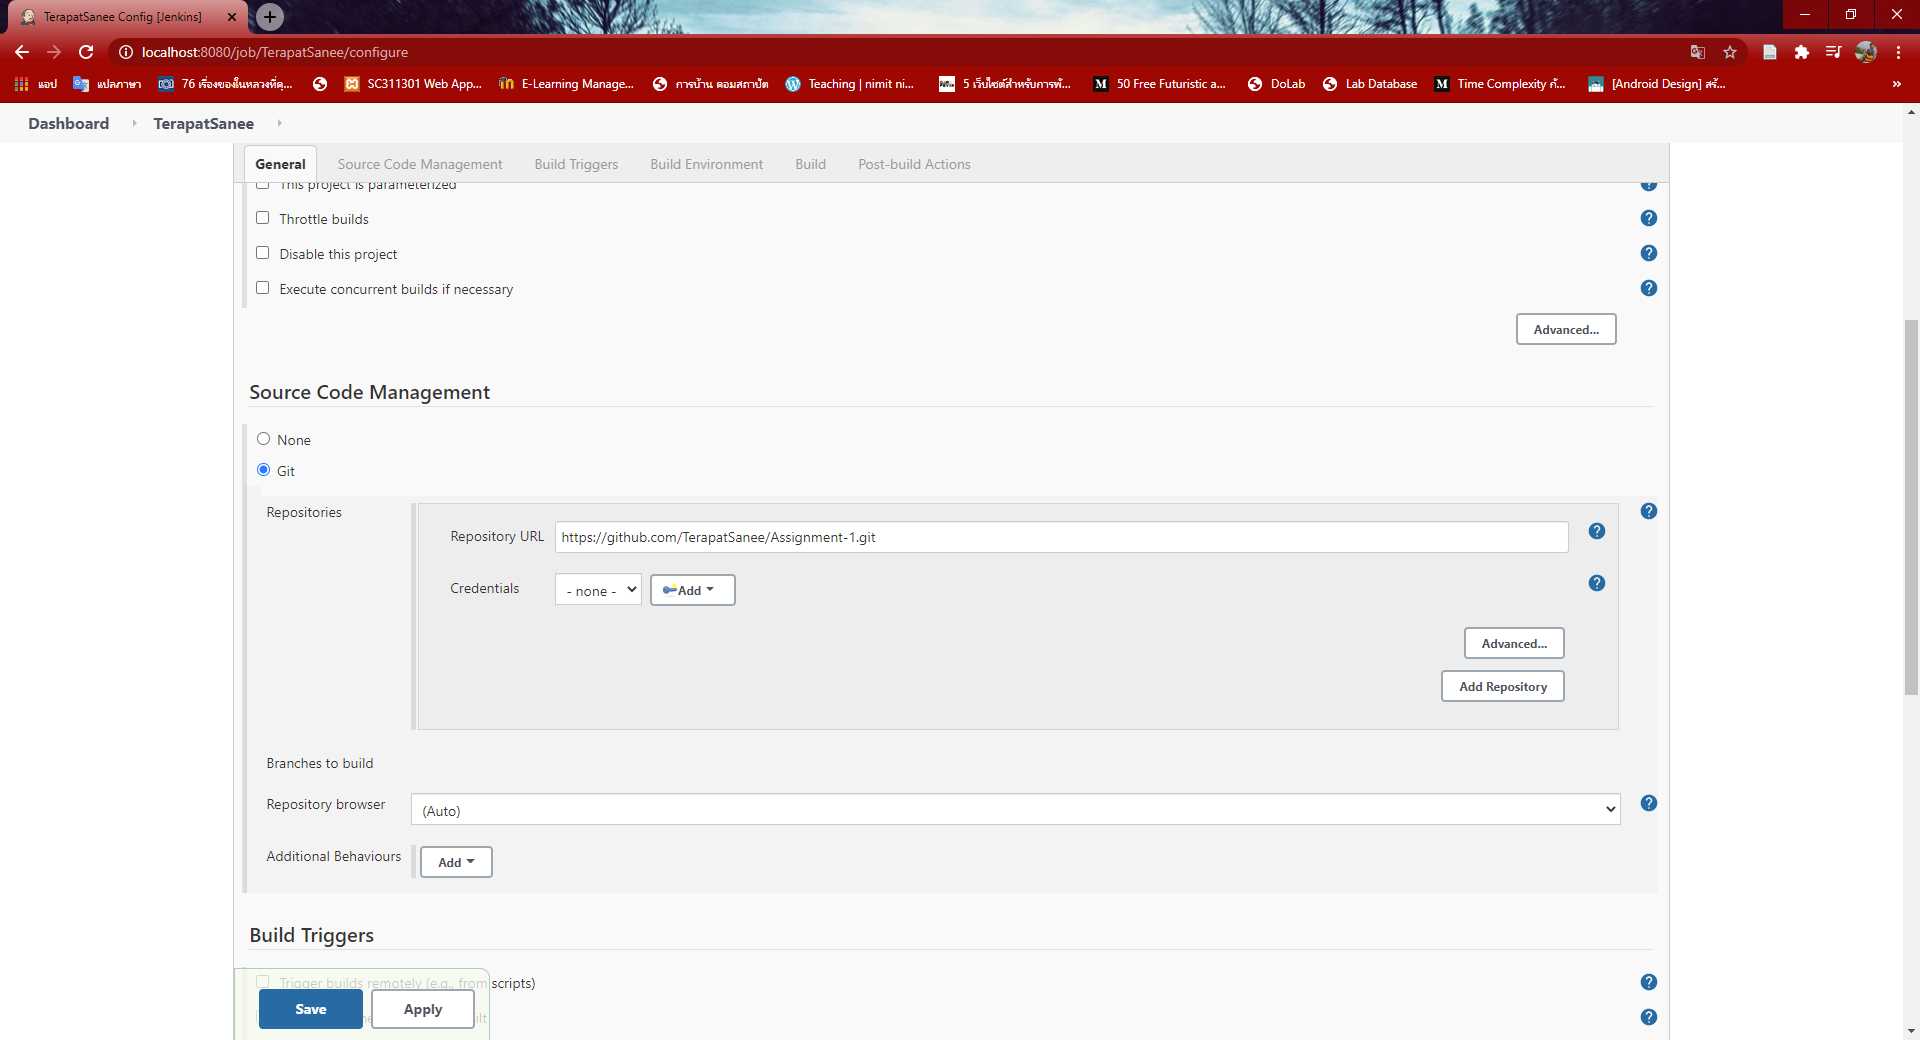 TerapatSanee Config [Jenkins]
localhost:8080/job/TerapatSanee/configure
แอป
แปลภาษา
76 เรื่องของในหลวงที่คุ...
SC311301 Web App...
E-Learning Manage...
การบ้าน ตอมสถาปัต
Teaching | nimit ni...
5 เว็บไซต์สำหรับการพั...
50 Free Futuristic a...
DoLab
Lab Database
Time Complexity คั...
[Android Design] สร้...
»
Dashboard
TerapatSanee
General
Source Code Management
Build Triggers
Build Environment
Build
Post-build Actions
This project is parameterized
Throttle builds
Disable this project
Execute concurrent builds if necessary
Advanced...
Source Code Management
None
Git
Repositories
Repository URL
https://github.com/TerapatSanee/Assignment-1.git
Credentials
- none -
Add
Advanced...
Add Repository
Branches to build
Repository browser
(Auto)
Additional Behaviours
Add
Build Triggers
Trigger builds remotely (e.g., from scripts)
Save
Apply